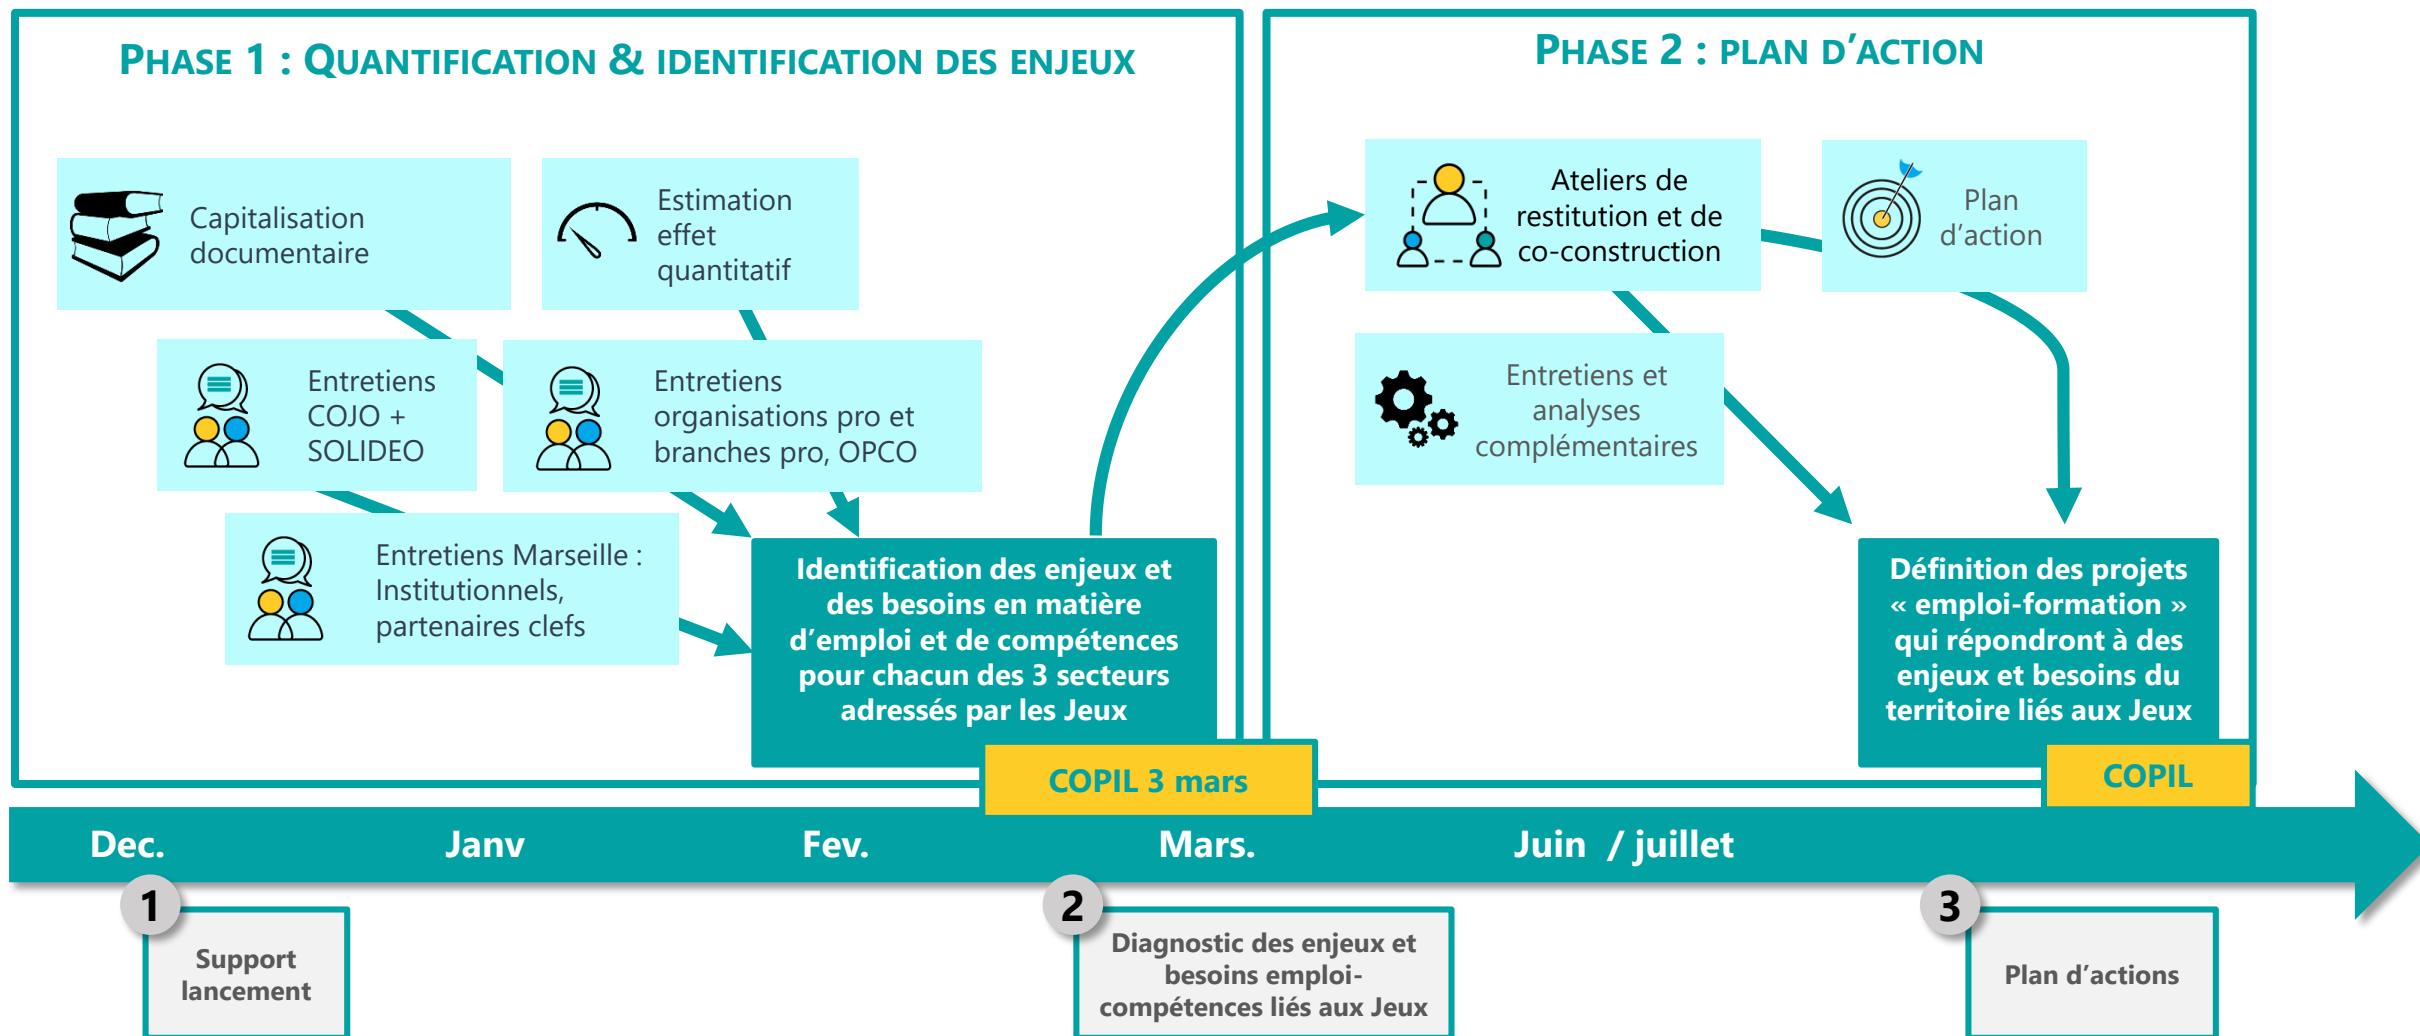 PHASE 1 : QUANTIFICATION & IDENTIFICATION DES ENJEUX
Capitalisation
documentaire
Estimation
effet
quantitatif
Entretiens
COJO +
SOLIDEO
Entretiens
organisations pro et
branches pro, OPCO
Entretiens Marseille :
Institutionnels,
partenaires clefs
Identification des enjeux et
des besoins en matière
d’emploi et de compétences
pour chacun des 3 secteurs
adressés par les Jeux
COPIL 3 mars
PHASE 2 : PLAN D’ACTION
Ateliers de
restitution et de
co-construction
Plan
d’action
Entretiens et
analyses
complémentaires
Définition des projets
« emploi-formation »
qui répondront à des
enjeux et besoins du
territoire liés aux Jeux
COPIL
Dec.
Janv
Fev.
Mars.
Juin / juillet
1
Support
lancement
2
Diagnostic des enjeux et
besoins emploi-
compétences liés aux Jeux
3
Plan d’actions